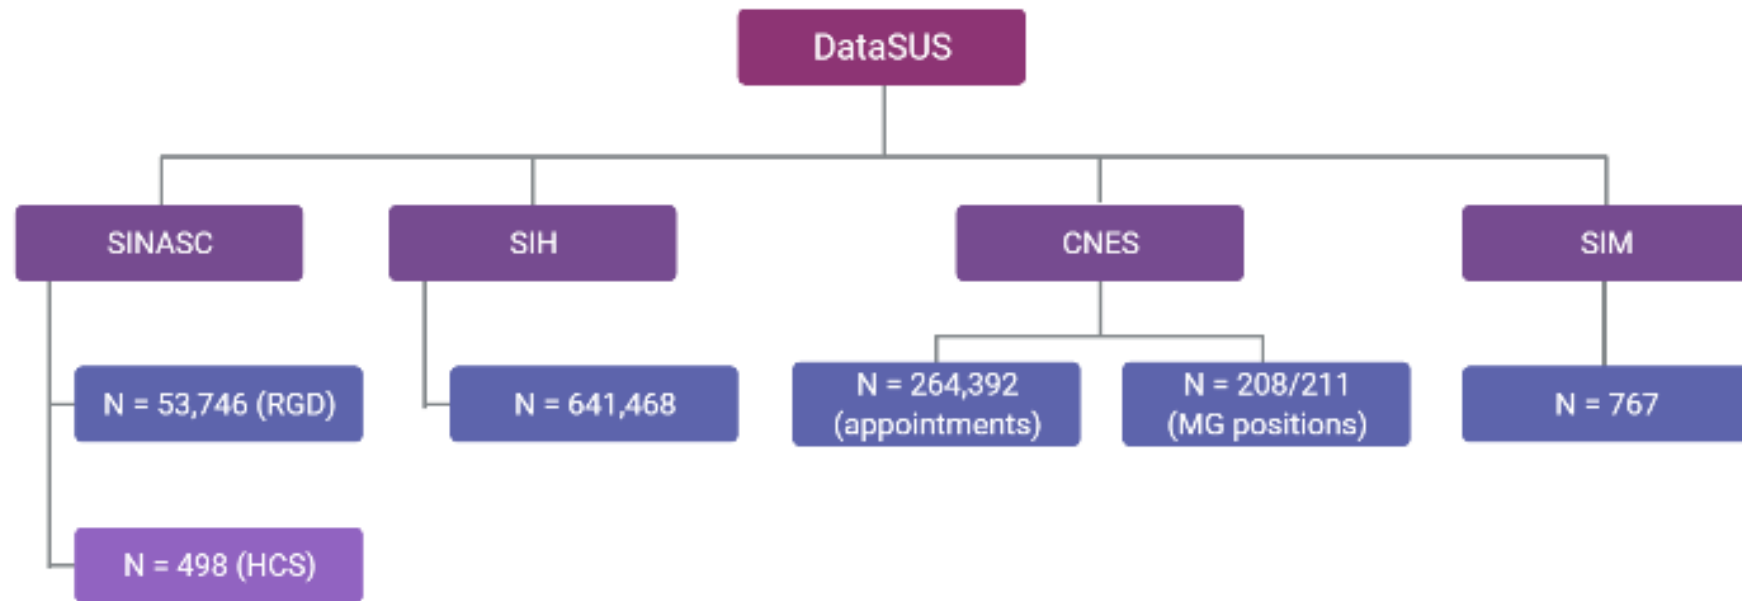 DataSUS
SINASC
SIH
CNES
SIM
N = 53,746 (RGD)
N = 641,468
N = 264,392
(appointments)
N = 208/211
(MG positions)
N = 767
N = 498 (HCS)